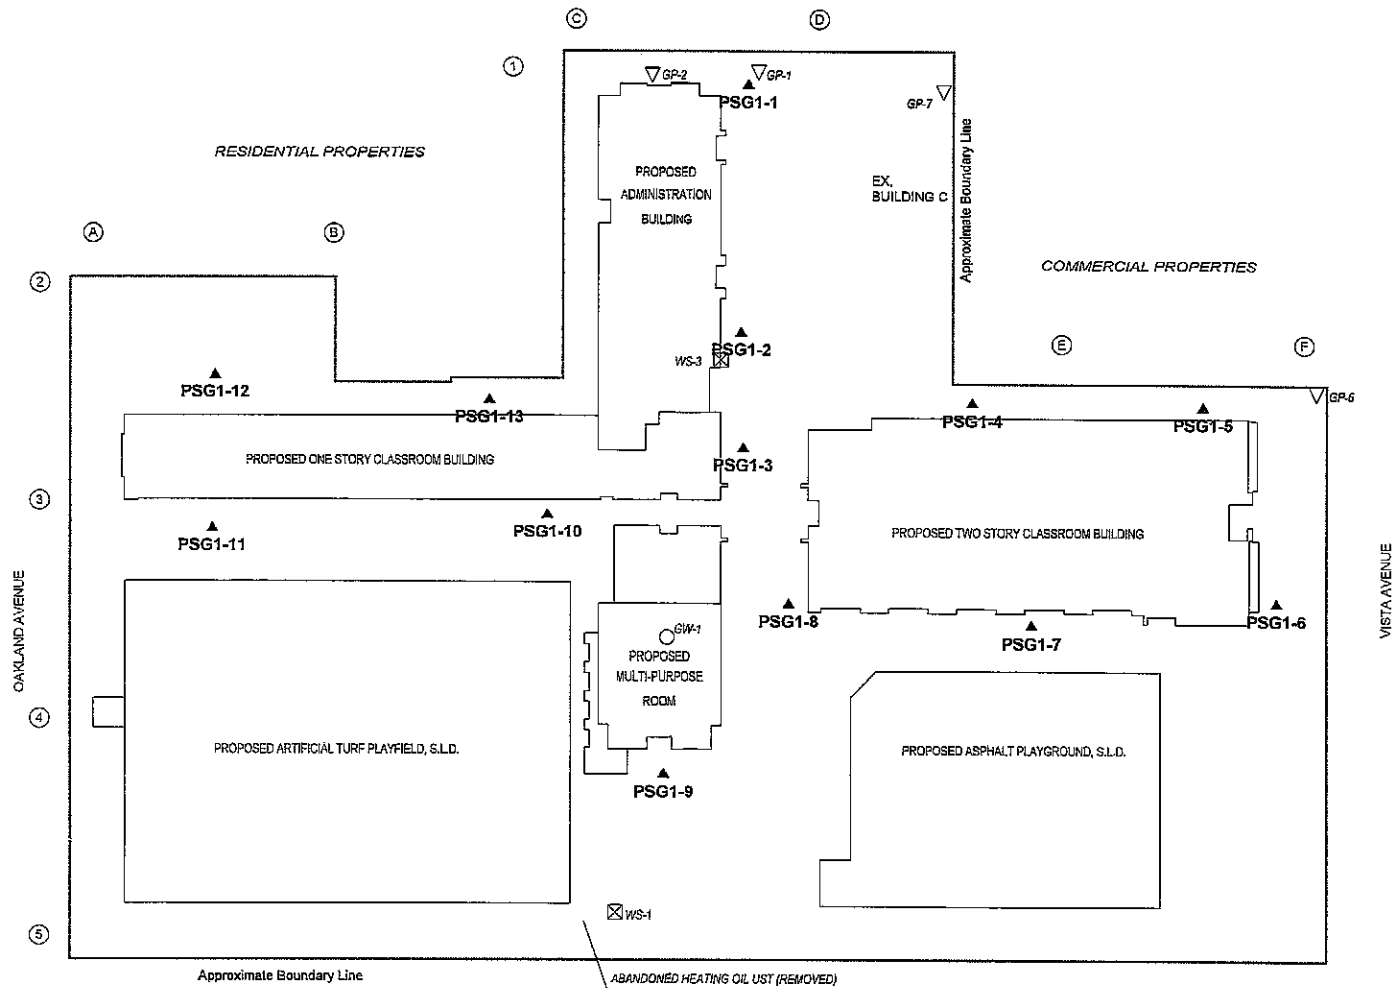 C
D
1
GP-2
GP-1
PSG1-1
GP-7
RESIDENTIAL PROPERTIES
PROPOSED
ADMINISTRATION
BUILDING
EX.
BUILDING C
Approximate Boundary Line
A
B
COMMERCIAL PROPERTIES
2
PSG1-2
WS-3
E
F
PSG1-12
PSG1-13
PSG1-4
PSG1-5
GP-6
PROPOSED ONE STORY CLASSROOM BUILDING
PSG1-3
3
PSG1-11
PSG1-10
PROPOSED TWO STORY CLASSROOM BUILDING
OAKLAND AVENUE
VISTA AVENUE
PSG1-8
PSG1-7
PSG1-6
GW-1
PROPOSED
MULTI-PURPOSE
ROOM
4
PROPOSED ARTIFICIAL TURF PLAYFIELD, S.L.D.
PROPOSED ASPHALT PLAYGROUND, S.L.D.
PSG1-9
WS-1
5
Approximate Boundary Line
ABANDONED HEATING OIL UST (REMOVED)